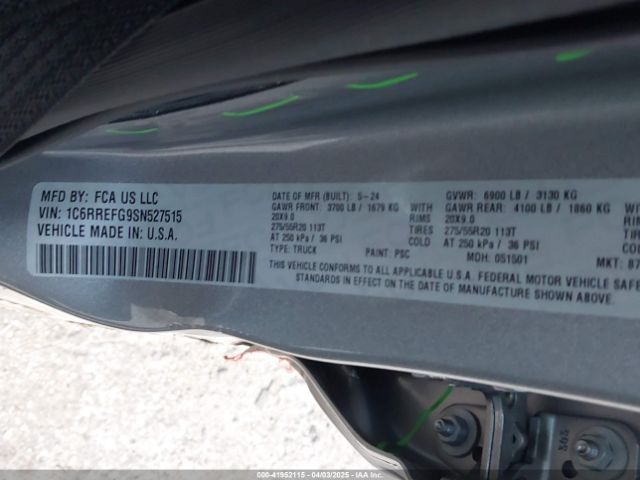 MFD BY: FCA US LLC
VIN: 1C6RREFG9SN527515
VEHICLE MADE IN: U.S.A.
DATE OF MFR (BUILT): 5-24 GVWR: 6900 LB / 3130 KG
GAWR FRONT: 3700 LB / 1679 KG WITH GAWR REAR: 4100 LB / 1860 KG
20X9.0 RIMS 20X9.0
275/55R20 113T TIRES 275/55R20 113T
AT 250 kPa / 36 PSI COLD AT 250 kPa / 36 PSI
TYPE: TRUCK PAINT: PSC MDH: 051501 MKT: B7
THIS VEHICLE CONFORMS TO ALL APPLICABLE U.S.A. FEDERAL MOTOR VEHICLE SAFE
STANDARDS IN EFFECT ON THE DATE OF MANUFACTURE SHOWN ABOVE.
505
000-41952115 - 04/03/2025 - IAAI.com